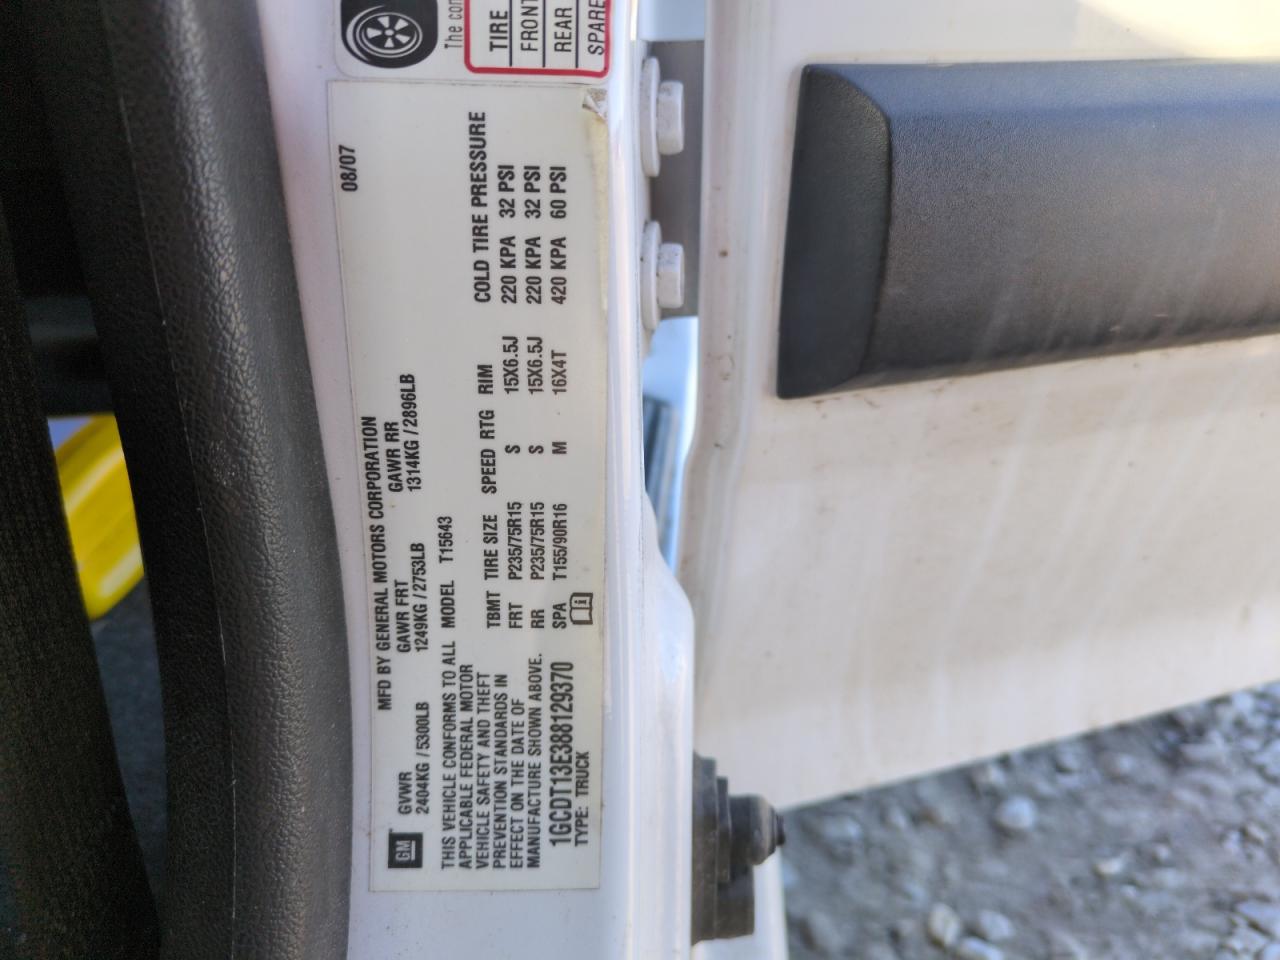 The con
TIRE
FRONT
REAR
SPARE
08/07
MFD BY GENERAL MOTORS CORPORATION
GVWR GAWR FRT GAWR RR
2404KG / 5300LB 1249KG / 2753LB 1314KG / 2896LB
GM
THIS VEHICLE CONFORMS TO ALL
APPLICABLE FEDERAL MOTOR
VEHICLE SAFETY AND THEFT
PREVENTION STANDARDS IN
EFFECT ON THE DATE OF
MANUFACTURE SHOWN ABOVE.
MODEL T15643
TBMT TIRE SIZE SPEED RTG RIM COLD TIRE PRESSURE
FRT P235/75R15 S 15X6.5J 220 KPA 32 PSI
RR P235/75R15 S 15X6.5J 220 KPA 32 PSI
SPA T155/90R16 M 16X4T 420 KPA 60 PSI
1GCDT13E388129370
TYPE: TRUCK